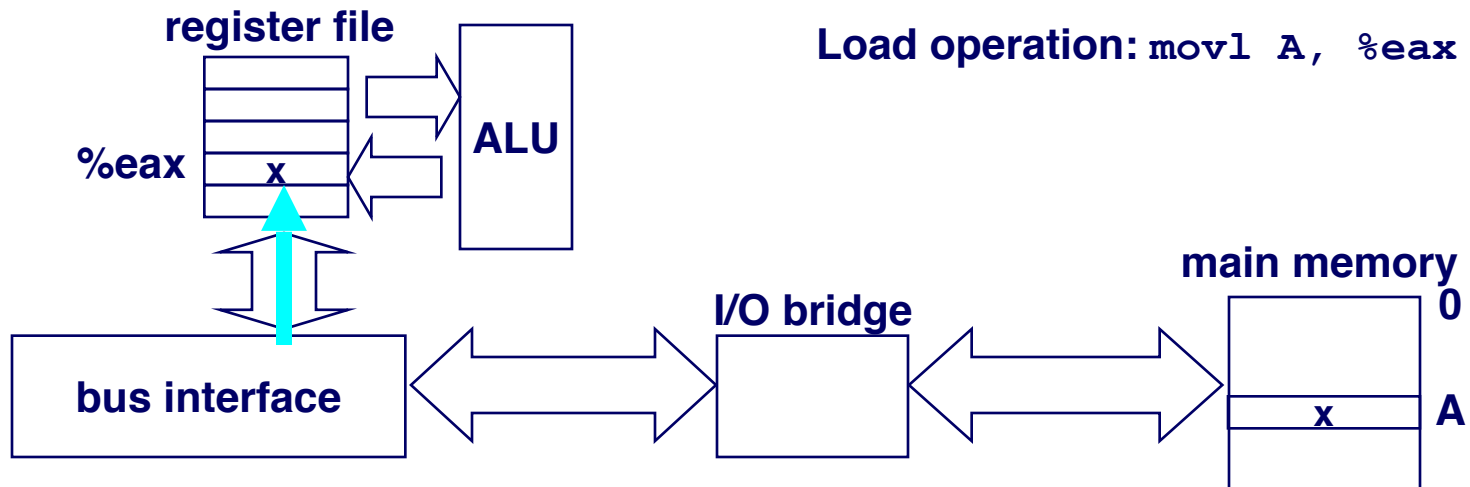 register file
Load operation: movl A, %eax
ALU
%eax
x
main memory
0
I/O bridge
bus interface
x
A